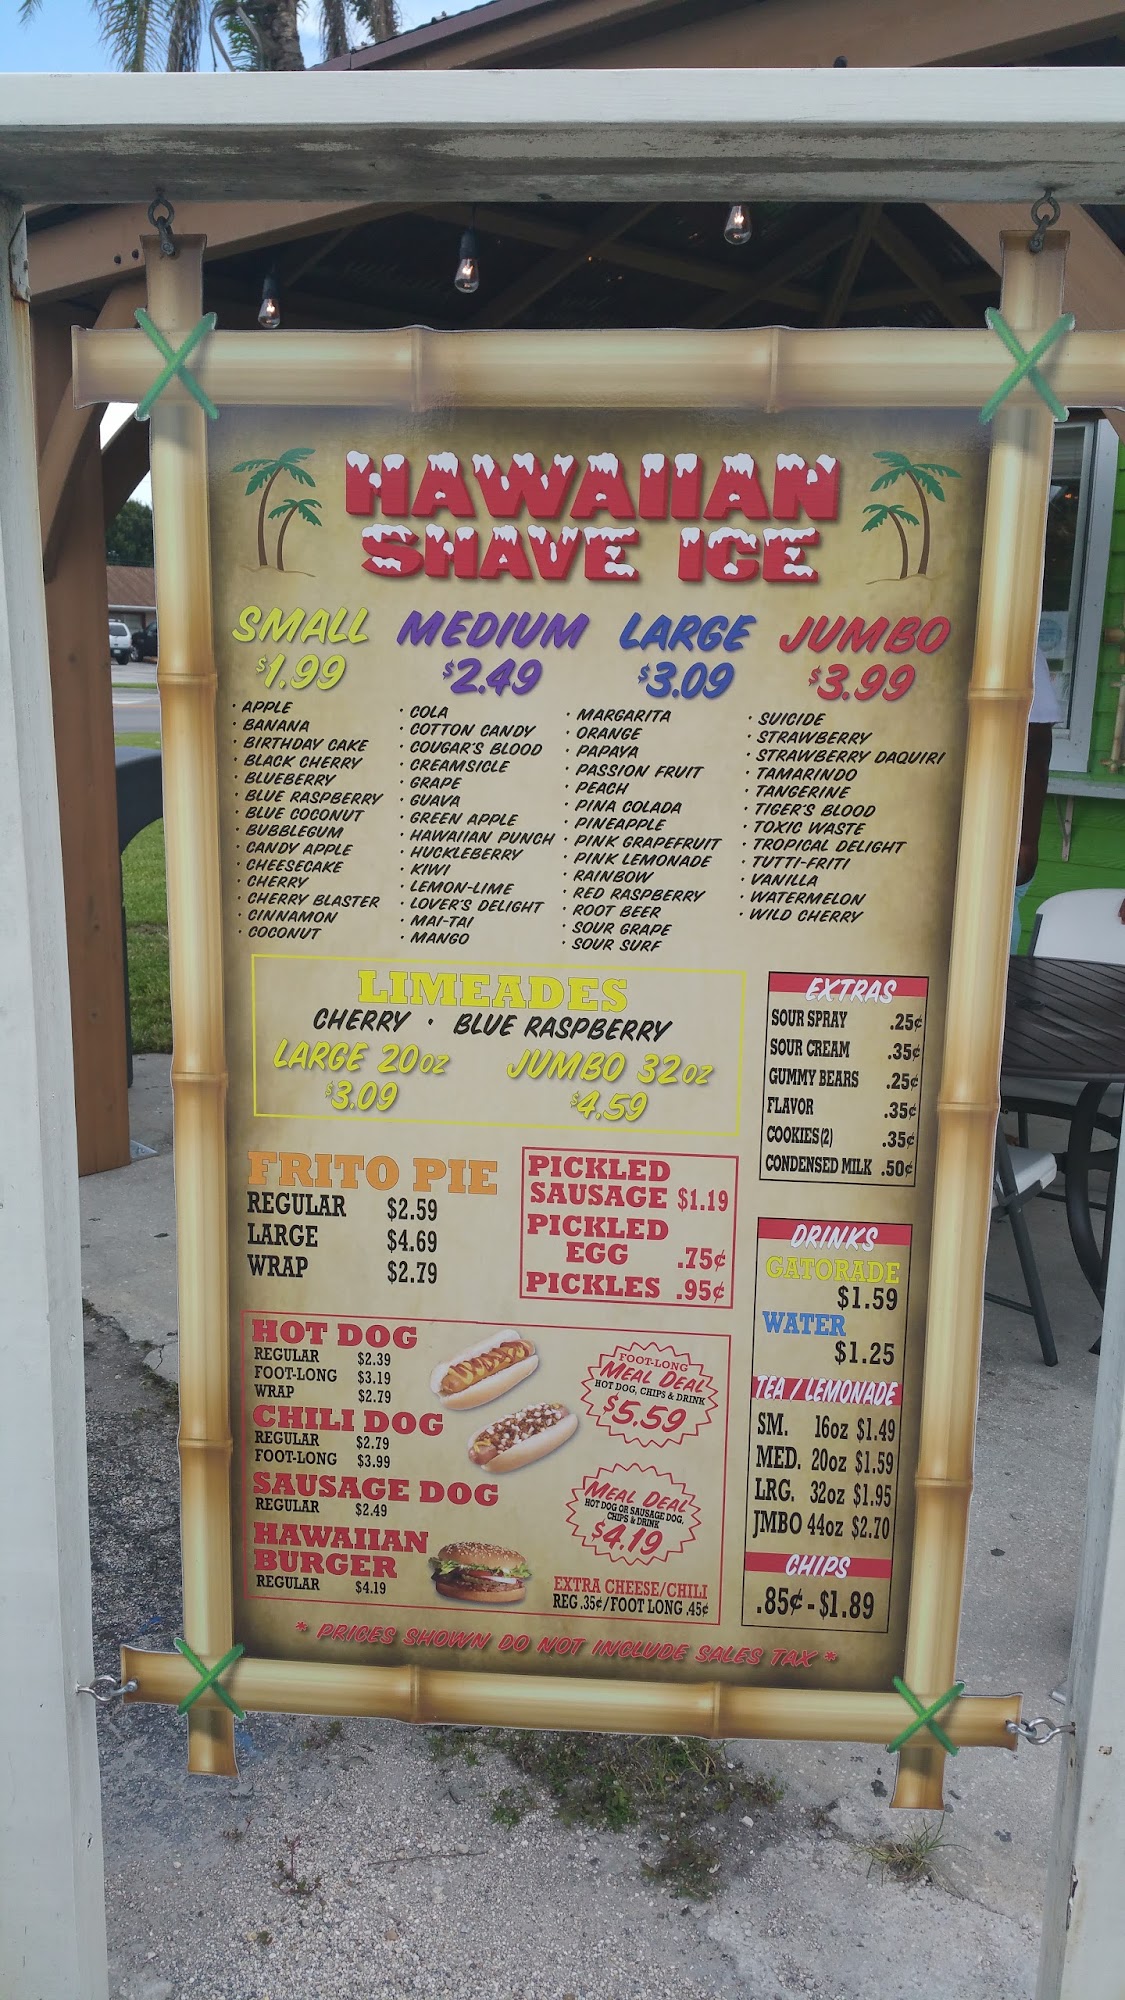 HAWAIIAN
SHAVE ICE
SMALL
$1.99
MEDIUM
$2.49
LARGE
$3.09
JUMBO
$3.99
• APPLE
• BANANA
• BIRTHDAY CAKE
• BLACK CHERRY
• BLUEBERRY
• BLUE RASPBERRY
• BLUE COCONUT
• BUBBLEGUM
• CANDY APPLE
• CHEESECAKE
• CHERRY
• CHERRY BLASTER
• CINNAMON
• COCONUT
• COLA
• COTTON CANDY
• COUGAR'S BLOOD
• CREAMSICLE
• GRAPE
• GUAVA
• GREEN APPLE
• HAWAIIAN PUNCH
• HUCKLEBERRY
• KIWI
• LEMON-LIME
• LOVER'S DELIGHT
• MAI-TAI
• MANGO
• MARGARITA
• ORANGE
• PAPAYA
• PASSION FRUIT
• PEACH
• PINA COLADA
• PINEAPPLE
• PINK GRAPEFRUIT
• PINK LEMONADE
• RAINBOW
• RED RASPBERRY
• ROOT BEER
• SOUR GRAPE
• SOUR SURF
• SUICIDE
• STRAWBERRY
• STRAWBERRY DAQUIRI
• TAMARINDO
• TANGERINE
• TIGER'S BLOOD
• TOXIC WASTE
• TROPICAL DELIGHT
• TUTTI-FRITI
• VANILLA
• WATERMELON
• WILD CHERRY
LIMEADES
CHERRY • BLUE RASPBERRY
LARGE 20OZ JUMBO 32OZ
$3.09 $4.59
EXTRAS
SOUR SPRAY .25¢
SOUR CREAM .35¢
GUMMY BEARS .25¢
FLAVOR .35¢
COOKIES(2) .35¢
CONDENSED MILK .50¢
FRITO PIE
REGULAR $2.59
LARGE $4.69
WRAP $2.79
PICKLED
SAUSAGE $1.19
PICKLED
EGG .75¢
PICKLES .95¢
DRINKS
GATORADE
$1.59
WATER
$1.25
TEA / LEMONADE
SM. 16oz $1.49
MED. 20oz $1.59
LRG. 32oz $1.95
JMBO 44oz $2.70
CHIPS
.85¢ - $1.89
HOT DOG
REGULAR $2.39
FOOT-LONG $3.19
WRAP $2.79
CHILI DOG
REGULAR $2.79
FOOT-LONG $3.99
SAUSAGE DOG
REGULAR $2.49
HAWAIIAN
BURGER
REGULAR $4.19
FOOT-LONG
MEAL DEAL
HOT DOG, CHIPS & DRINK
$5.59
MEAL DEAL
HOT DOG OR SAUSAGE DOG,
CHIPS & DRINK
$4.19
EXTRA CHEESE/CHILI
REG .35¢/FOOT LONG .45¢
* PRICES SHOWN DO NOT INCLUDE SALES TAX *